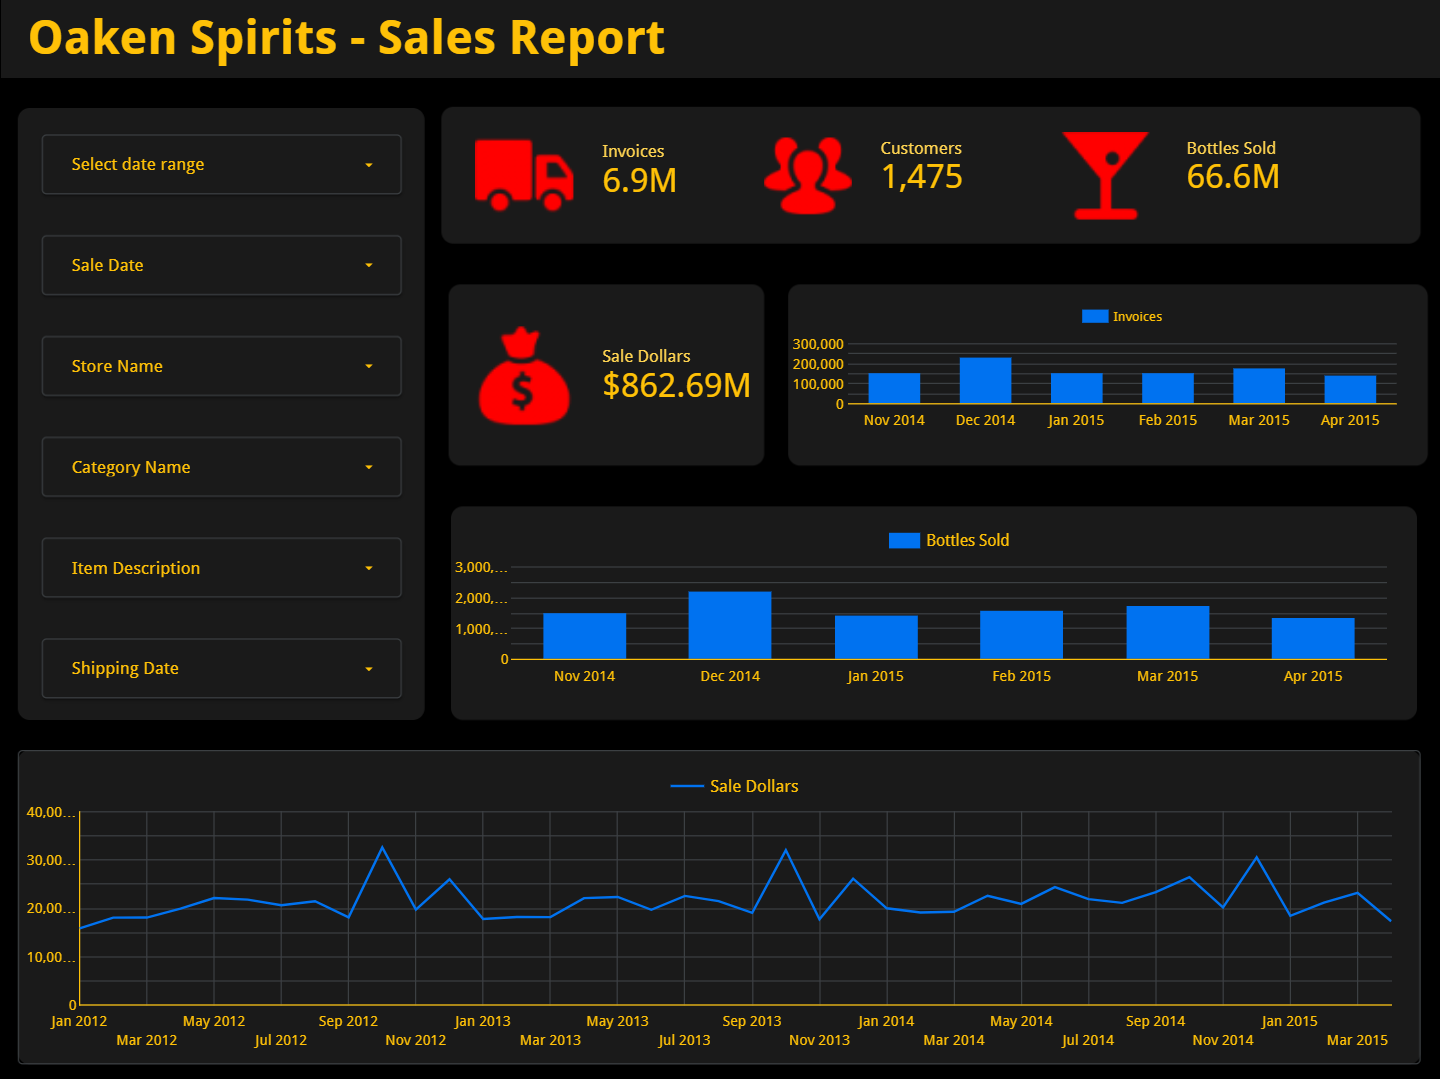 Oaken Spirits - Sales Report
Select date range
Sale Date
Store Name
Category Name
Item Description
Shipping Date
Invoices
6.9M
Customers
1,475
Bottles Sold
66.6M
$
Sale Dollars
$862.69M
Invoices
300,000
200,000
100,000
0
Nov 2014 Dec 2014 Jan 2015 Feb 2015 Mar 2015 Apr 2015
Bottles Sold
3,000,...
2,000,...
1,000,...
0
Nov 2014 Dec 2014 Jan 2015 Feb 2015 Mar 2015 Apr 2015
Sale Dollars
40,00...
30,00...
20,00...
10,00...
0
Jan 2012 May 2012 Sep 2012 Jan 2013 May 2013 Sep 2013 Jan 2014 May 2014 Sep 2014 Jan 2015
Mar 2012 Jul 2012 Nov 2012 Mar 2013 Jul 2013 Nov 2013 Mar 2014 Jul 2014 Nov 2014 Mar 2015